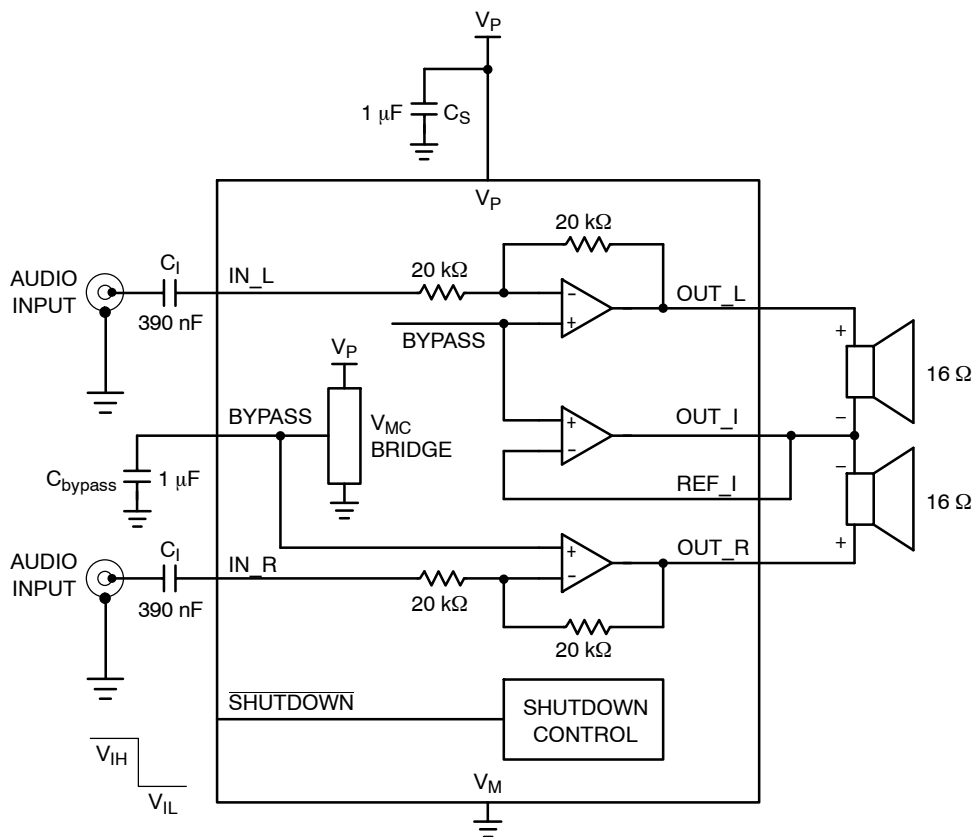 V_P
1 μF
C_S
V_P
20 kΩ
AUDIO
INPUT
C_I
390 nF
IN_L
20 kΩ
−
+
OUT_L
BYPASS
+
16 Ω
−
V_P
BYPASS
V_MC
BRIDGE
+
−
OUT_I
REF_I
C_bypass
1 μF
−
16 Ω
+
AUDIO
INPUT
C_I
390 nF
IN_R
20 kΩ
+
−
OUT_R
20 kΩ
SHUTDOWN
SHUTDOWN
CONTROL
V_IH
V_IL
V_M